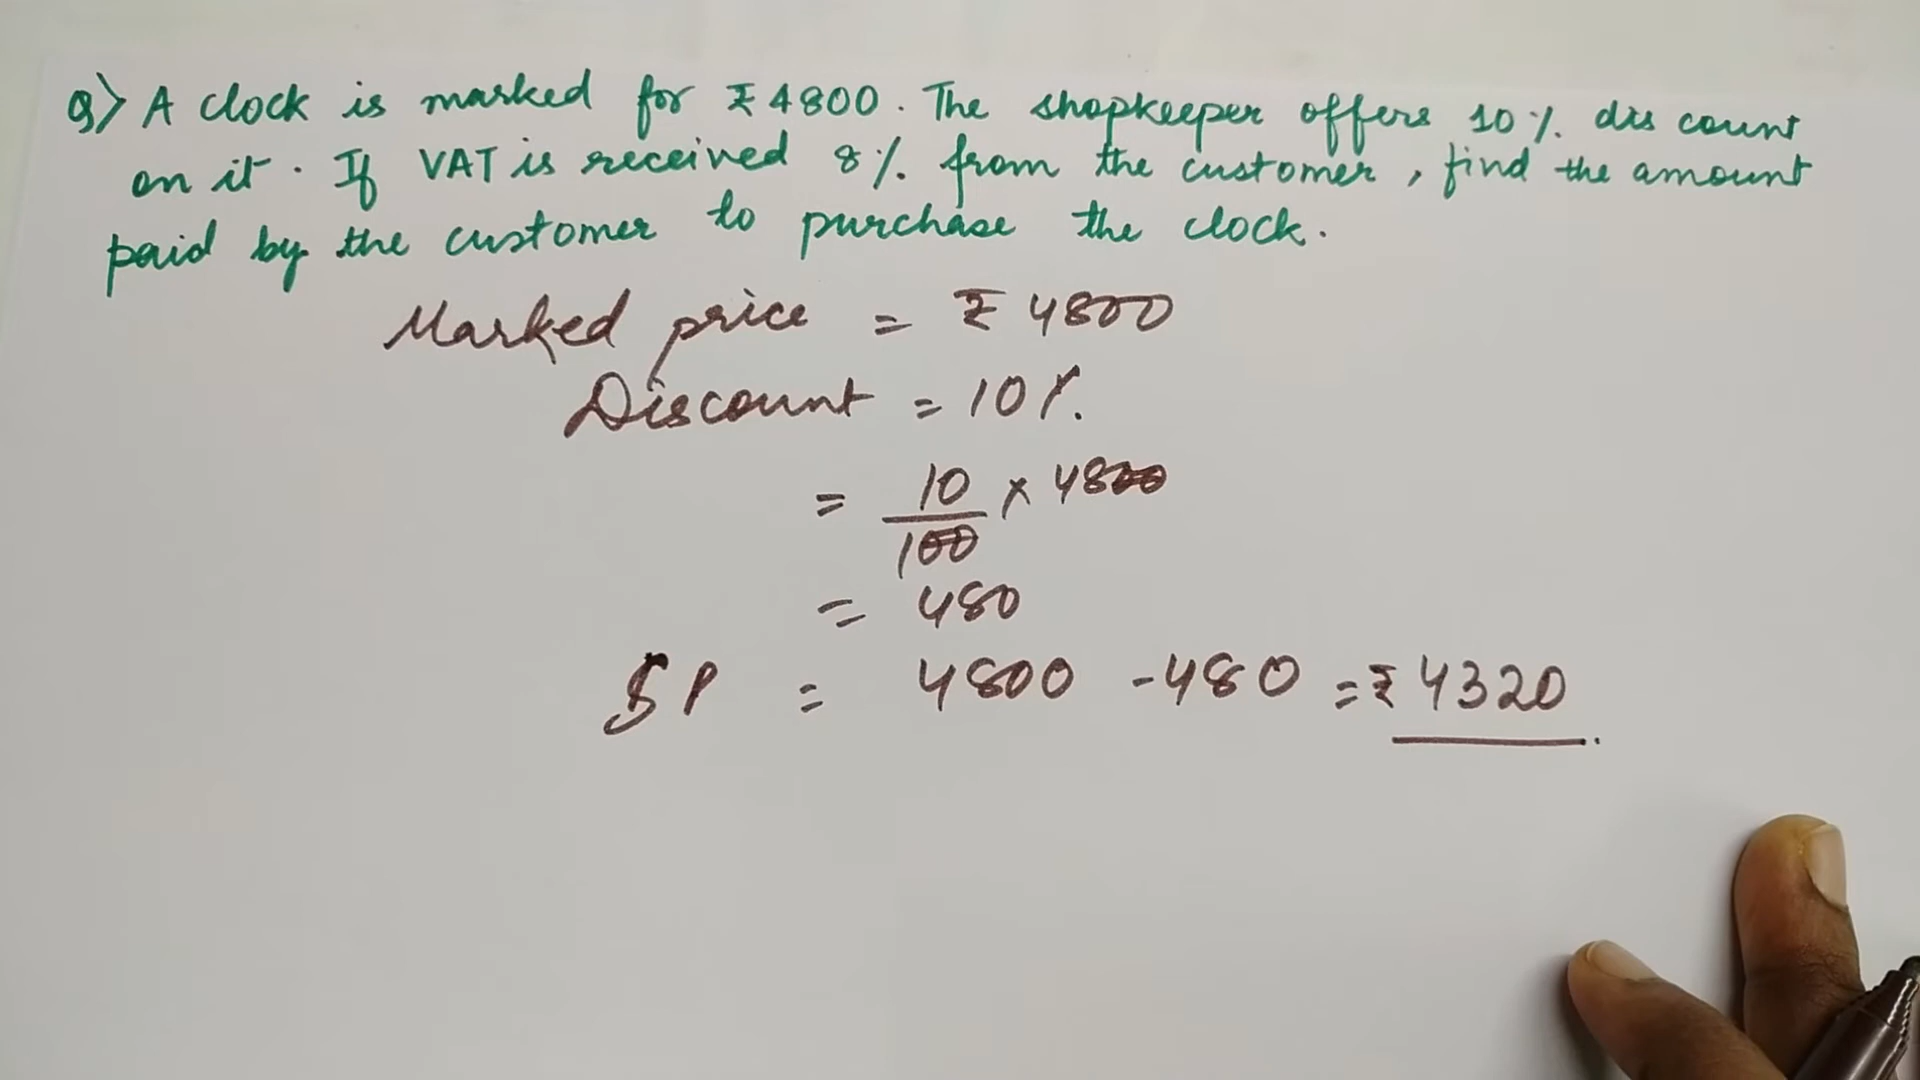 Q> A clock is marked for ₹4800. The shopkeeper offers 10%. dis count
on it. If VAT is received 8%. from the customer, find the amount
paid by the customer to purchase the clock.
Marked price = ₹ 4800
Discount = 10%.
= 10/100 × 4800
= 480
SP = 4800 - 480 = ₹ 4320.